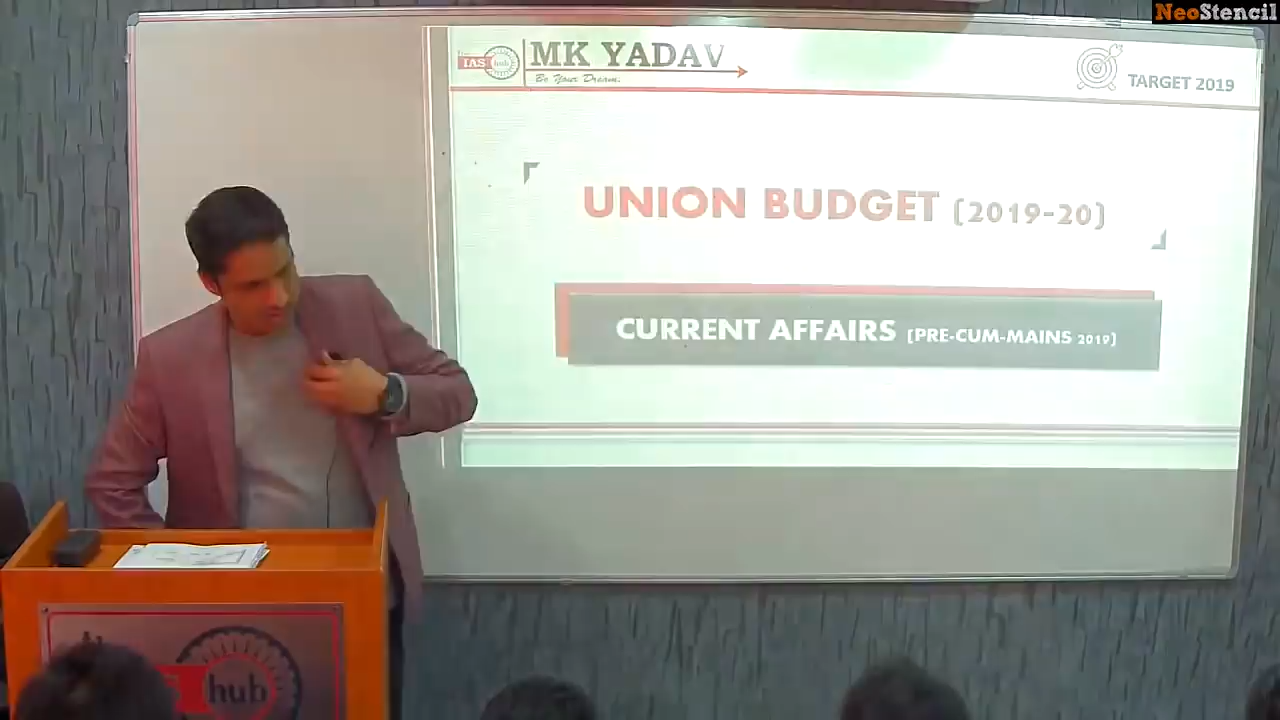 NeoStencil
IAS hub
MK YADAV
Be Your Dream.
TARGET 2019
UNION BUDGET (2019-20)
CURRENT AFFAIRS [PRE-CUM-MAINS 2019]
hub